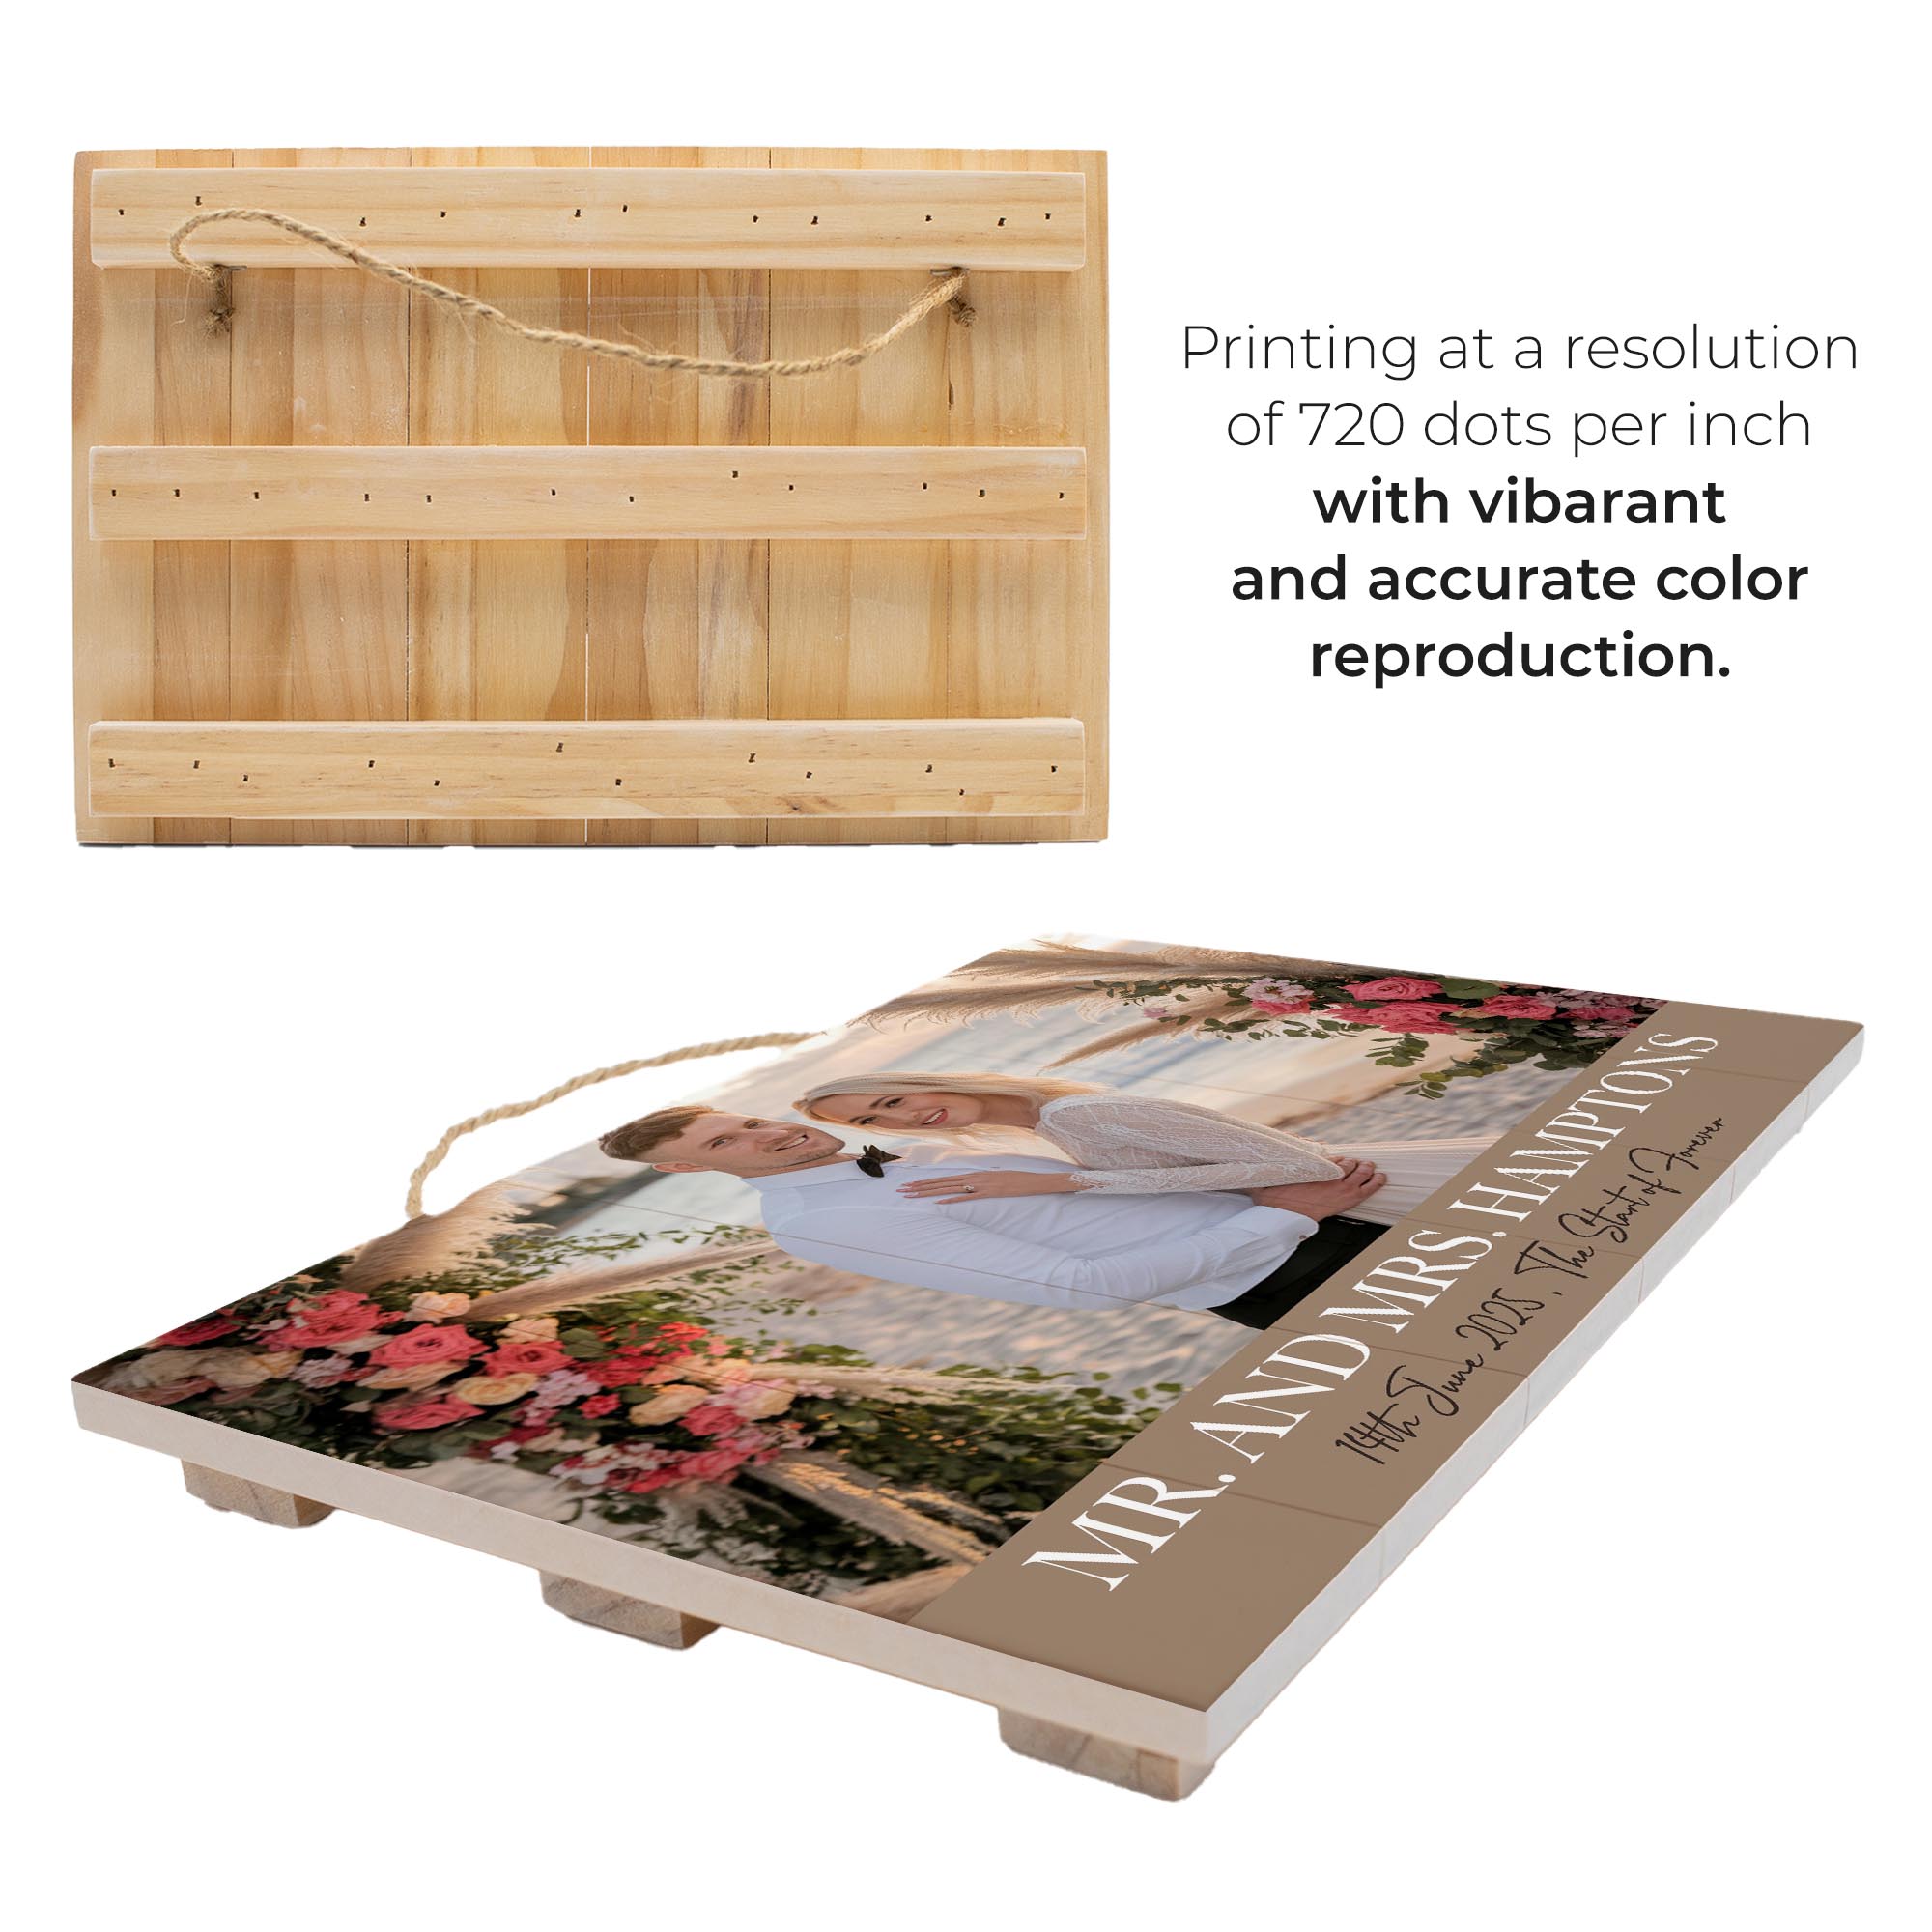 Printing at a resolution
of 720 dots per inch
with vibarant
and accurate color
reproduction.
MR. AND MRS. HAMPTONS
14th June 2025, The Start of Forever